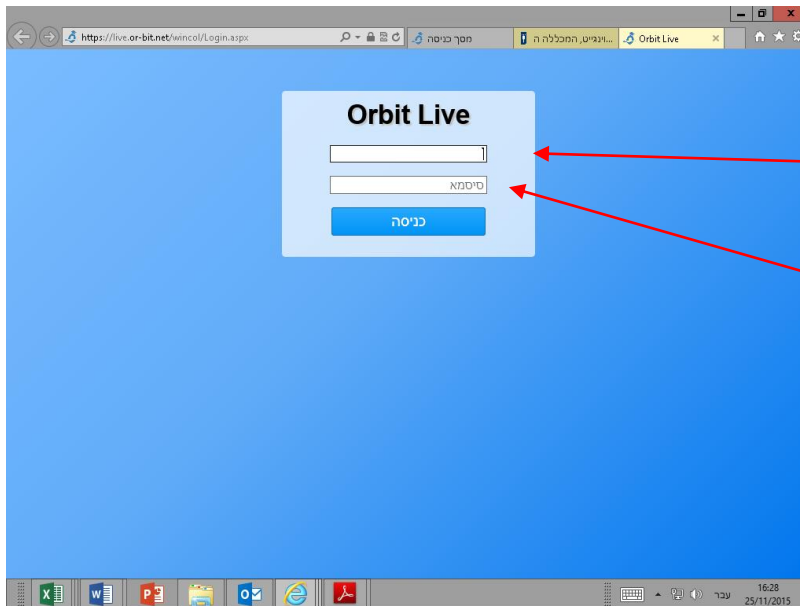 https://live.or-bit.net/wincol/Login.aspx
מסך כניסה
וינגייט, המכללה ה...
Orbit Live
Orbit Live
סיסמא
כניסה
עבר
16:28
25/11/2015